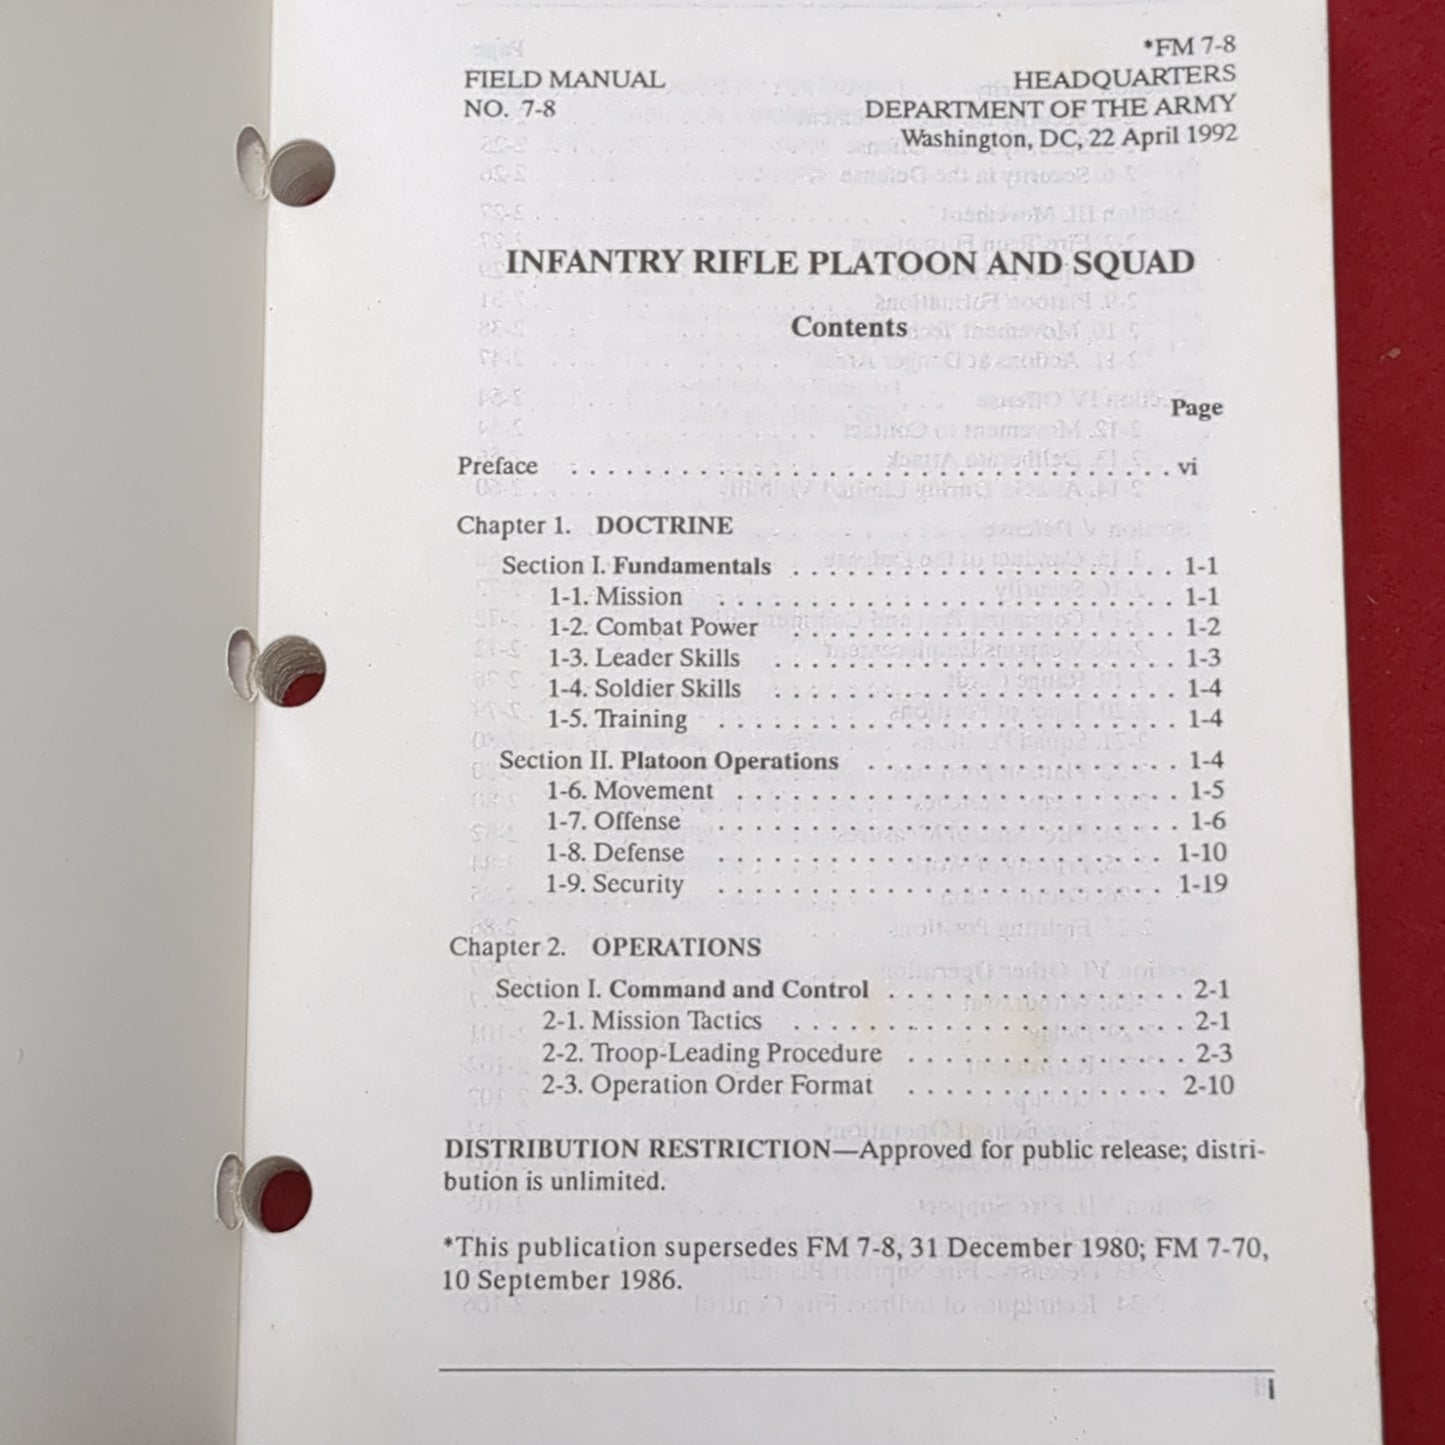 *FM 7-8
FIELD MANUAL HEADQUARTERS
NO. 7-8 DEPARTMENT OF THE ARMY
Washington, DC, 22 April 1992
INFANTRY RIFLE PLATOON AND SQUAD
Contents
Page
Preface . . . . . . . . . . . . . . . . . . . . . . . . . . . . . . . vi
Chapter 1. DOCTRINE
Section I. Fundamentals . . . . . . . . . . . . . . . . . . . . 1-1
1-1. Mission . . . . . . . . . . . . . . . . . . . . . . . . 1-1
1-2. Combat Power . . . . . . . . . . . . . . . . . . . . 1-2
1-3. Leader Skills . . . . . . . . . . . . . . . . . . . . . 1-3
1-4. Soldier Skills . . . . . . . . . . . . . . . . . . . . . 1-4
1-5. Training . . . . . . . . . . . . . . . . . . . . . . . . 1-4
Section II. Platoon Operations . . . . . . . . . . . . . . . . 1-4
1-6. Movement . . . . . . . . . . . . . . . . . . . . . . . 1-5
1-7. Offense . . . . . . . . . . . . . . . . . . . . . . . . 1-6
1-8. Defense . . . . . . . . . . . . . . . . . . . . . . . 1-10
1-9. Security . . . . . . . . . . . . . . . . . . . . . . . 1-19
Chapter 2. OPERATIONS
Section I. Command and Control . . . . . . . . . . . . . . . 2-1
2-1. Mission Tactics . . . . . . . . . . . . . . . . . . . . 2-1
2-2. Troop-Leading Procedure . . . . . . . . . . . . . . 2-3
2-3. Operation Order Format . . . . . . . . . . . . . 2-10
DISTRIBUTION RESTRICTION—Approved for public release; distri-
bution is unlimited.
*This publication supersedes FM 7-8, 31 December 1980; FM 7-70,
10 September 1986.
i